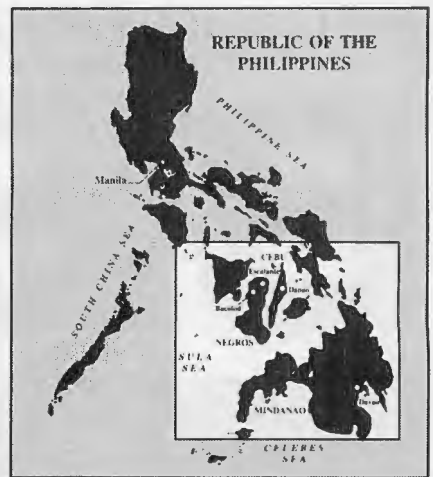 REPUBLIC OF THE
PHILIPPINES
PHILIPPINE SEA
Manila
SOUTH CHINA SEA
CEBU
Escalante
Danao
Bacolod
NEGROS
SULA
SEA
Davao
MINDANAO
CELEBES
SEA